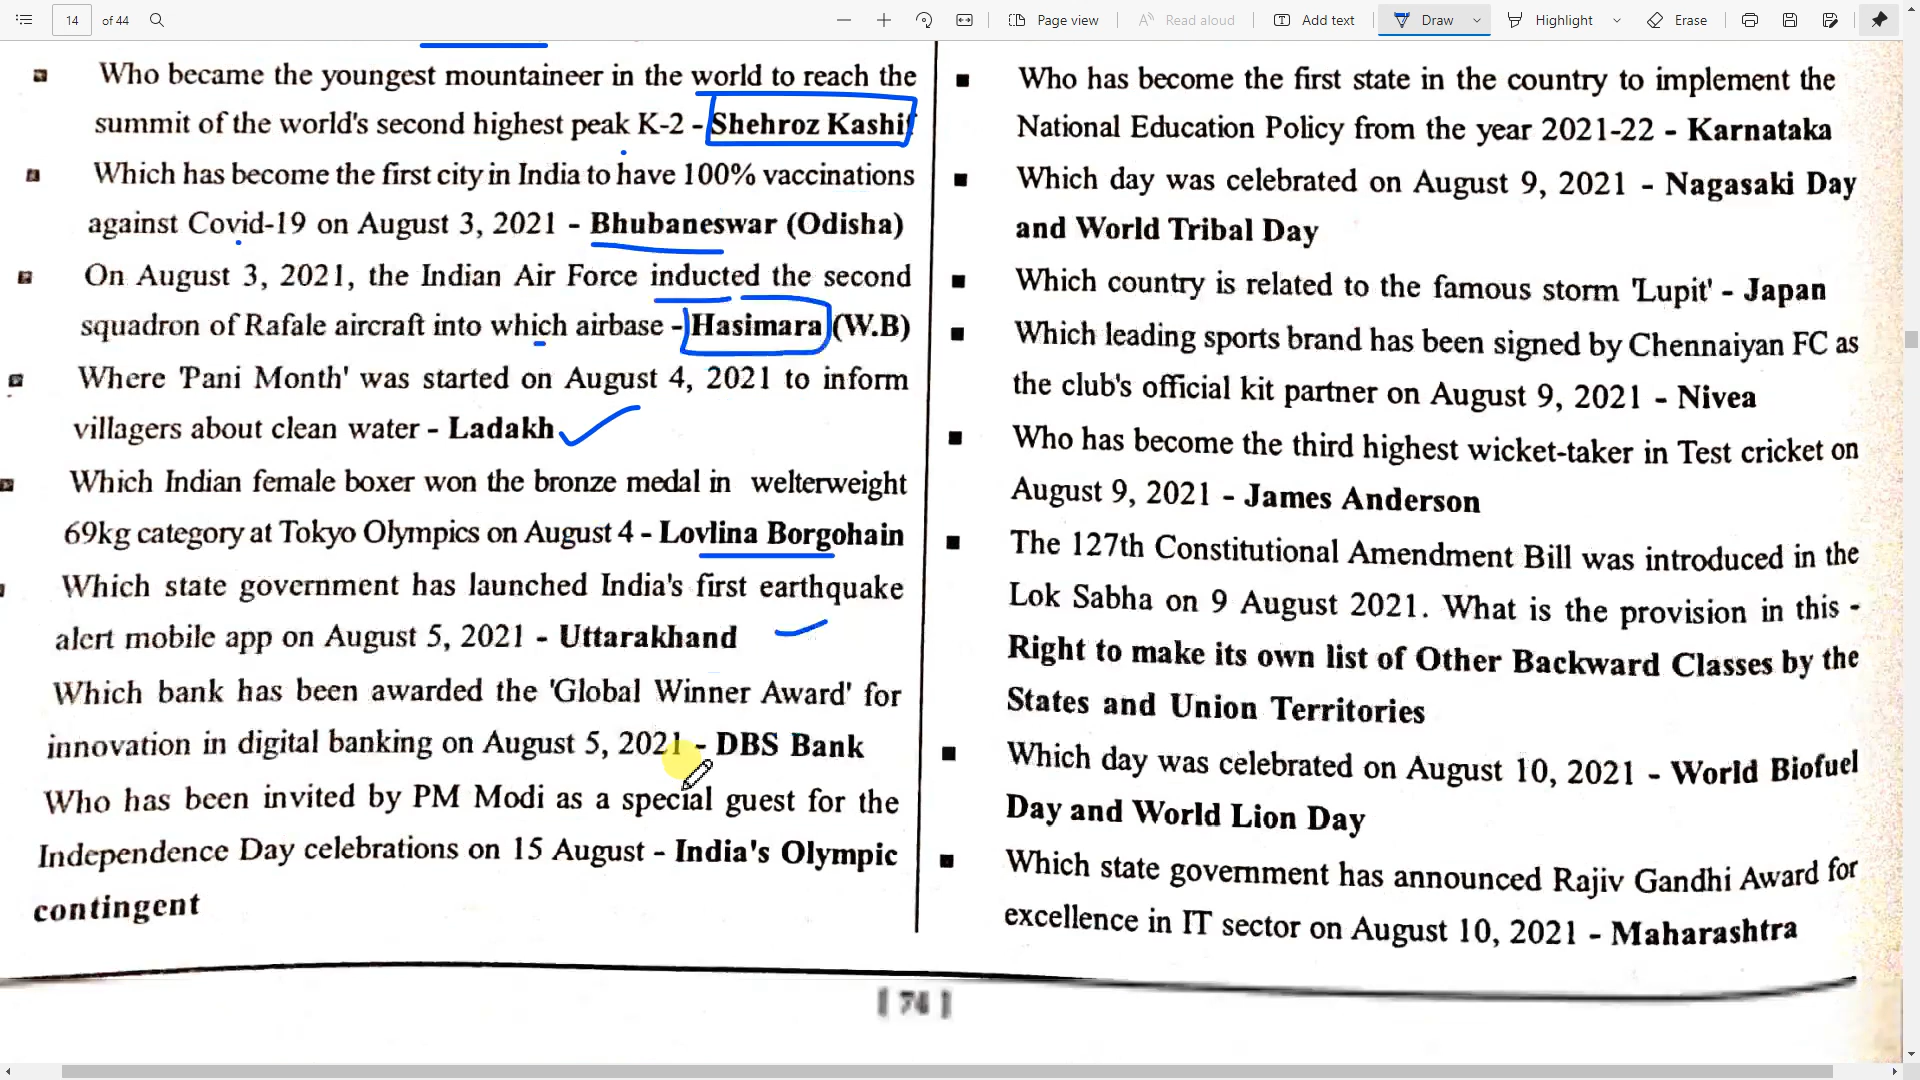 14 of 44 Page view Read aloud Add text Draw Highlight Erase
Who became the youngest mountaineer in the world to reach the
summit of the world's second highest peak K-2 - Shehroz Kashif
Which has become the first city in India to have 100% vaccinations
against Covid-19 on August 3, 2021 - Bhubaneswar (Odisha)
On August 3, 2021, the Indian Air Force inducted the second
squadron of Rafale aircraft into which airbase - Hasimara (W.B)
Where 'Pani Month' was started on August 4, 2021 to inform
villagers about clean water - Ladakh
Which Indian female boxer won the bronze medal in welterweight
69kg category at Tokyo Olympics on August 4 - Lovlina Borgohain
Which state government has launched India's first earthquake
alert mobile app on August 5, 2021 - Uttarakhand
Which bank has been awarded the 'Global Winner Award' for
innovation in digital banking on August 5, 2021 - DBS Bank
Who has been invited by PM Modi as a special guest for the
Independence Day celebrations on 15 August - India's Olympic
contingent
Who has become the first state in the country to implement the
National Education Policy from the year 2021-22 - Karnataka
Which day was celebrated on August 9, 2021 - Nagasaki Day
and World Tribal Day
Which country is related to the famous storm 'Lupit' - Japan
Which leading sports brand has been signed by Chennaiyan FC as
the club's official kit partner on August 9, 2021 - Nivea
Who has become the third highest wicket-taker in Test cricket on
August 9, 2021 - James Anderson
The 127th Constitutional Amendment Bill was introduced in the
Lok Sabha on 9 August 2021. What is the provision in this -
Right to make its own list of Other Backward Classes by the
States and Union Territories
Which day was celebrated on August 10, 2021 - World Biofuel
Day and World Lion Day
Which state government has announced Rajiv Gandhi Award for
excellence in IT sector on August 10, 2021 - Maharashtra
[ 74 ]